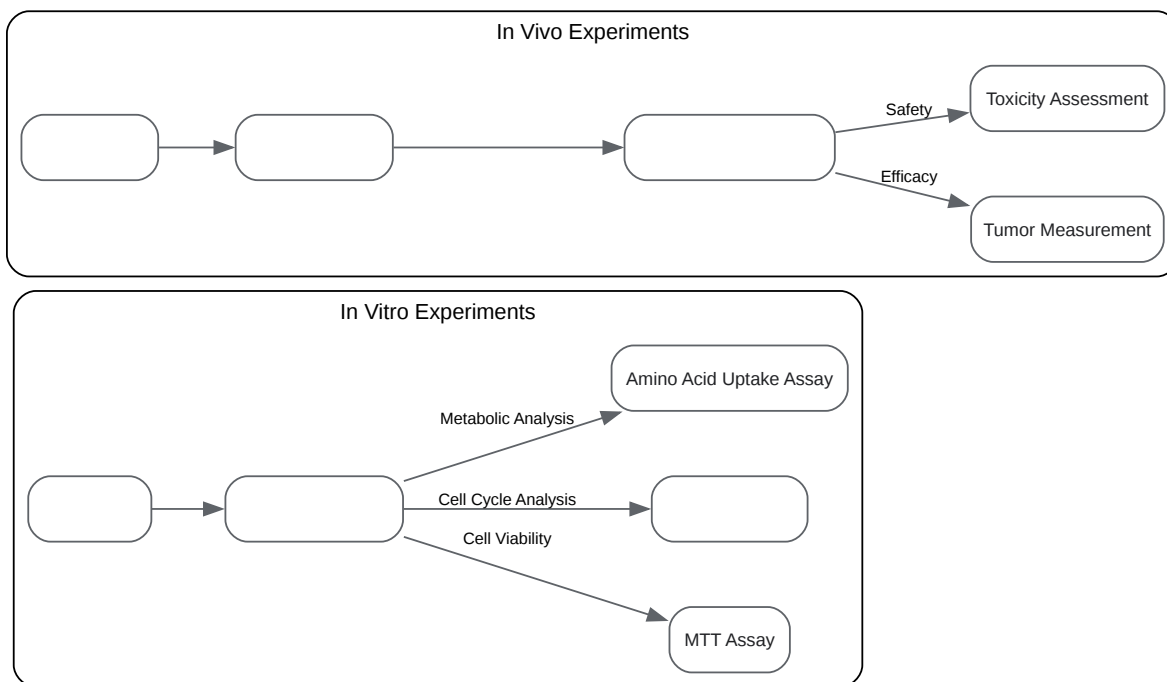 In Vivo Experiments
Safety
Toxicity Assessment
Efficacy
Tumor Measurement
In Vitro Experiments
Amino Acid Uptake Assay
Metabolic Analysis
Cell Cycle Analysis
Cell Viability
MTT Assay